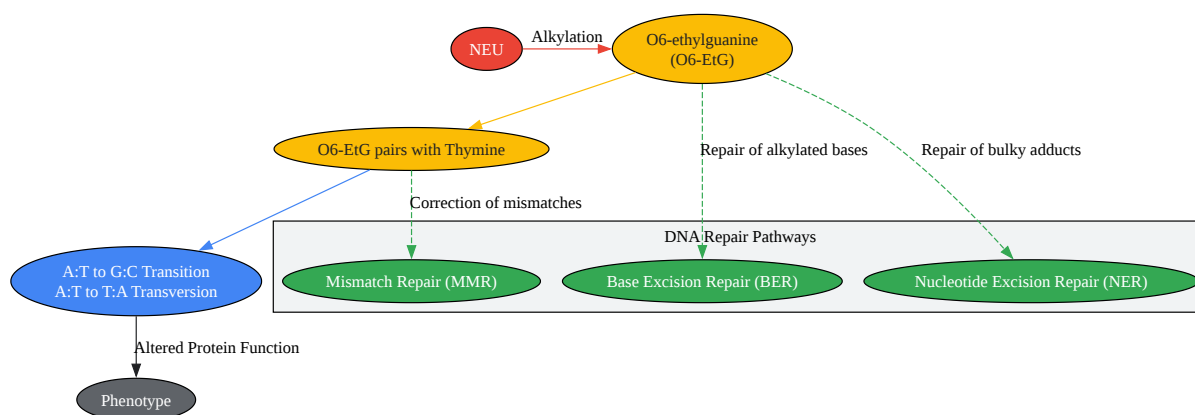 NEU
Alkylation
O6-ethylguanine
(O6-EtG)
O6-EtG pairs with Thymine
Repair of alkylated bases
Repair of bulky adducts
Correction of mismatches
DNA Repair Pathways
A:T to G:C Transition
A:T to T:A Transversion
Mismatch Repair (MMR)
Base Excision Repair (BER)
Nucleotide Excision Repair (NER)
Altered Protein Function
Phenotype